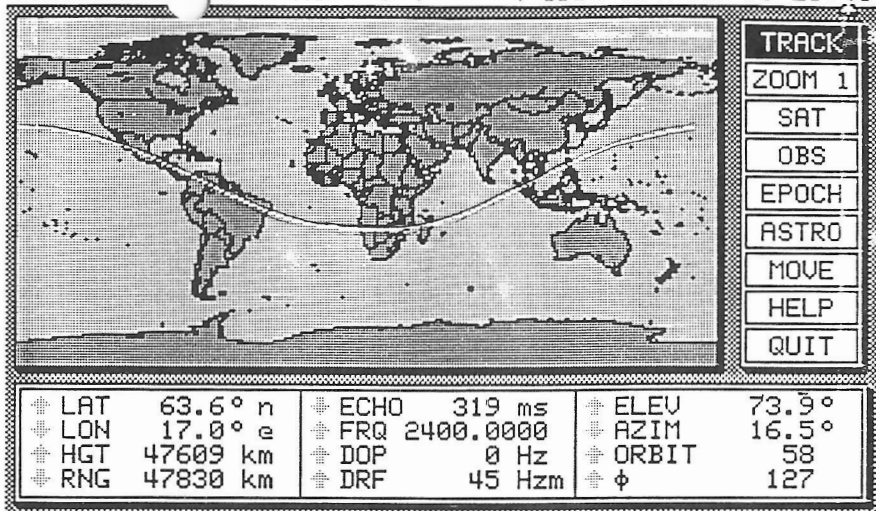 TRACK
ZOOM 1
SAT
OBS
EPOCH
ASTRO
MOVE
HELP
QUIT
LAT 63.6° n
LON 17.0° e
HGT 47609 km
RNG 47830 km
ECHO 319 ms
FRQ 2400.0000
DOP 0 Hz
DRF 45 Hzm
ELEV 73.9°
AZIM 16.5°
ORBIT 58
ϕ 127